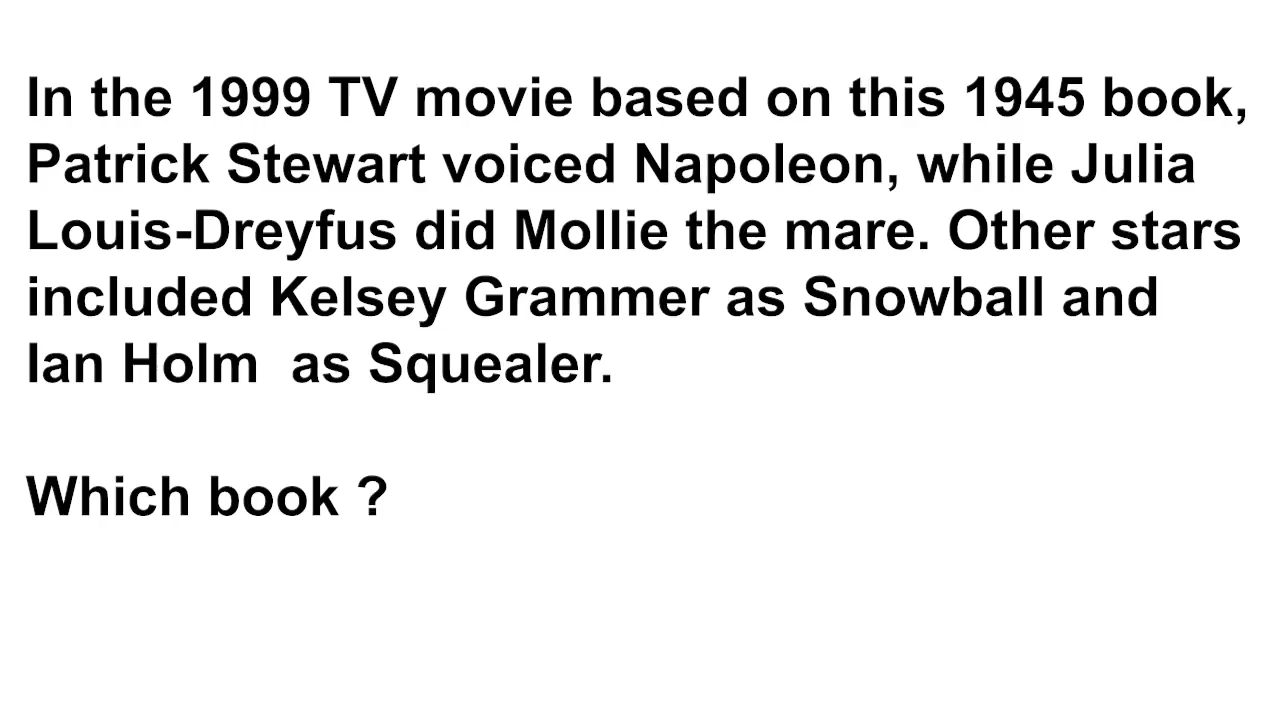 In the 1999 TV movie based on this 1945 book,
Patrick Stewart voiced Napoleon, while Julia
Louis-Dreyfus did Mollie the mare. Other stars
included Kelsey Grammer as Snowball and
Ian Holm  as Squealer.
Which book ?